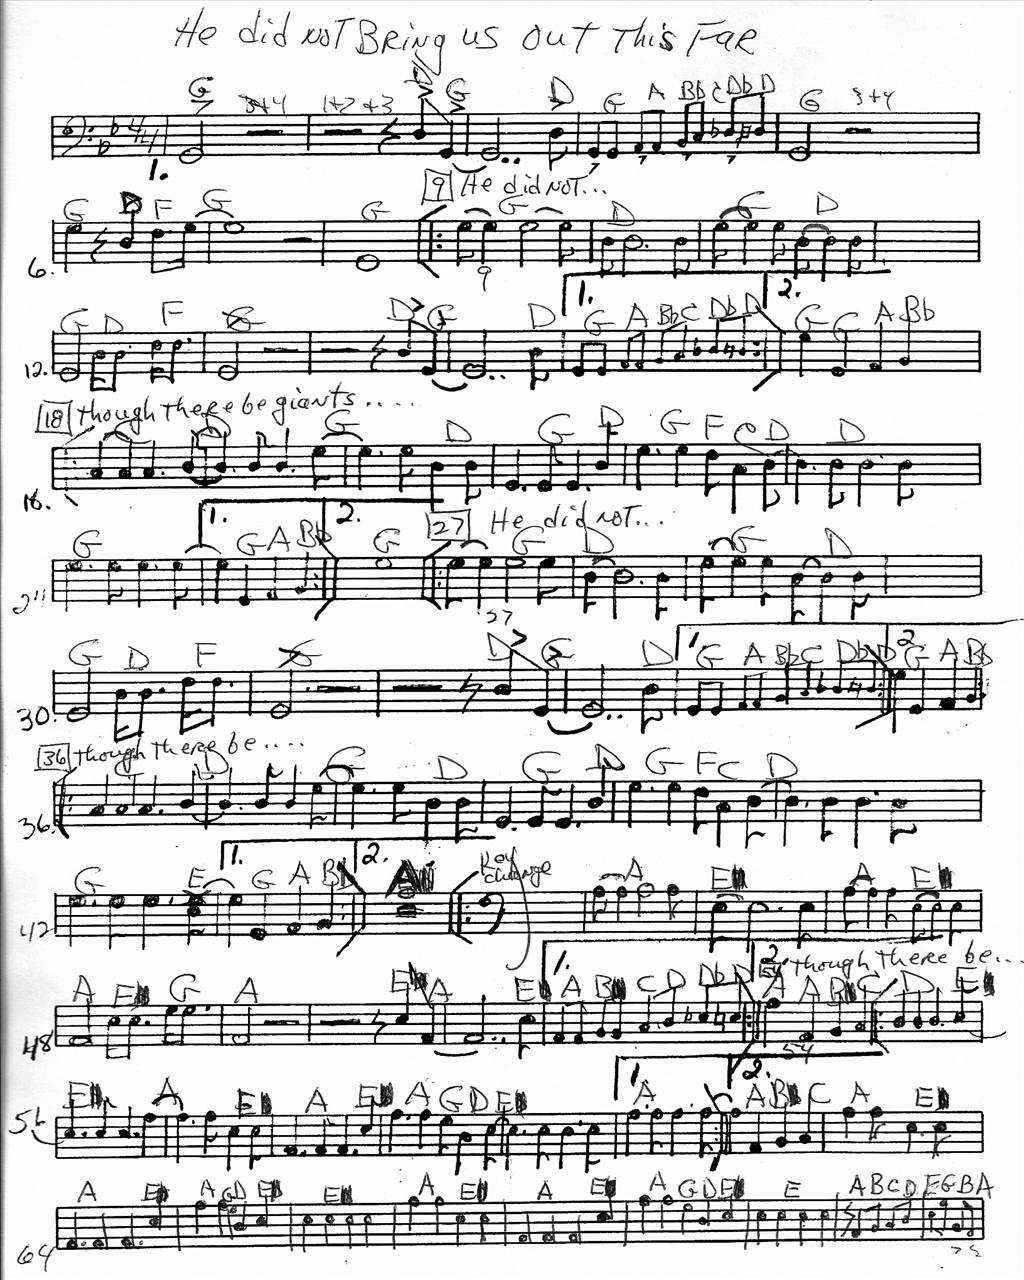 He did not Bring us out This Far
G 3+4 1+2 +3 D G D G A Bb C Db D G 3+4
1.
9 He did not...
G D F G G G D G D
6. 9
1. 2.
G D F G D G D G A Bb C Db D G G A Bb
12.
18 though there be giants.....
G D G D G D G F C D D
18.
1. 2. 27 He did not...
G G A Bb G G D G D
24 27
1. 2.
G D F G D G D G A Bb C Db D G A Bb
30.
36 though there be....
G D G D G D G F C D
36.
1. 2. Key change
G E G A Bb A A E A E
42
1. 2. 54 though there be...
A E G A E A E A B C D Db D A A B C D E
48 54
1. 2.
E A E A E A G D E A A B C A E
56
A E A G D E E A E A A E A G D E E A B C D E G B A
64 75